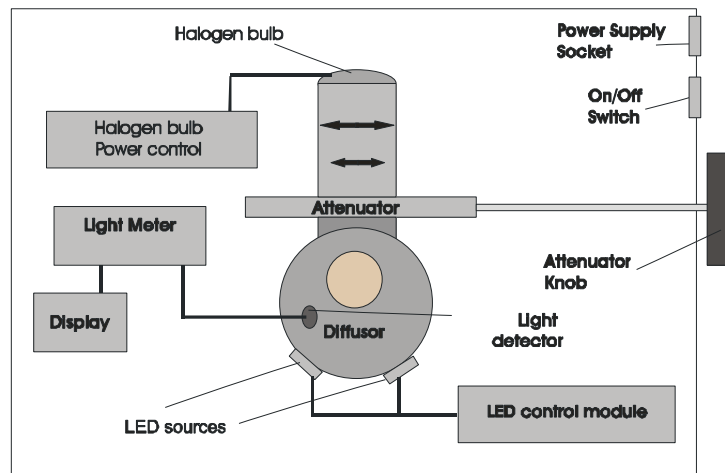 Halogen bulb
Power Supply
Socket
On/Off
Switch
Halogen bulb
Power control
Attenuator
Light Meter
Attenuator
Knob
Display
Diffusor
Light
detector
LED sources
LED control module